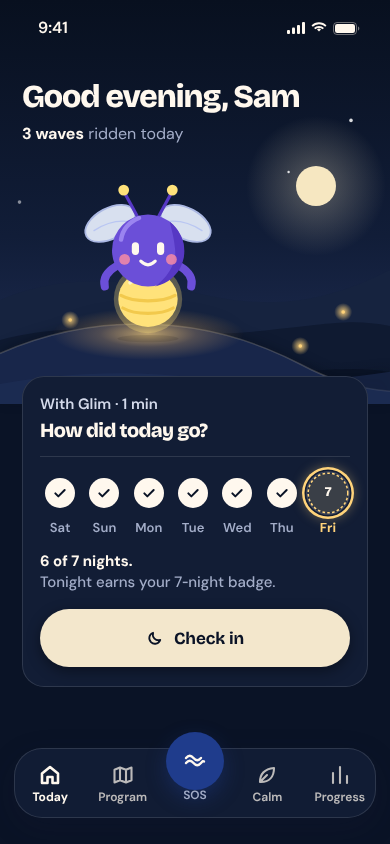 9:41
Good evening, Sam
3 waves ridden today
With Glim · 1 min
How did today go?
7
Sat Sun Mon Tue Wed Thu Fri
6 of 7 nights.
Tonight earns your 7-night badge.
Check in
Today Program SOS Calm Progress